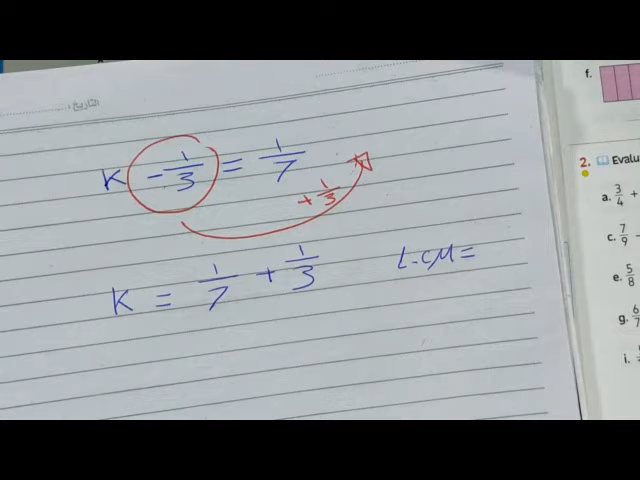 التاريخ:
K - 1/3 = 1/7
+ 1/3
K = 1/7 + 1/3 L.C.M =
f.
2. Evalu
a. 3/4 +
c. 7/9 -
e. 5/8
g. 6/7
i.